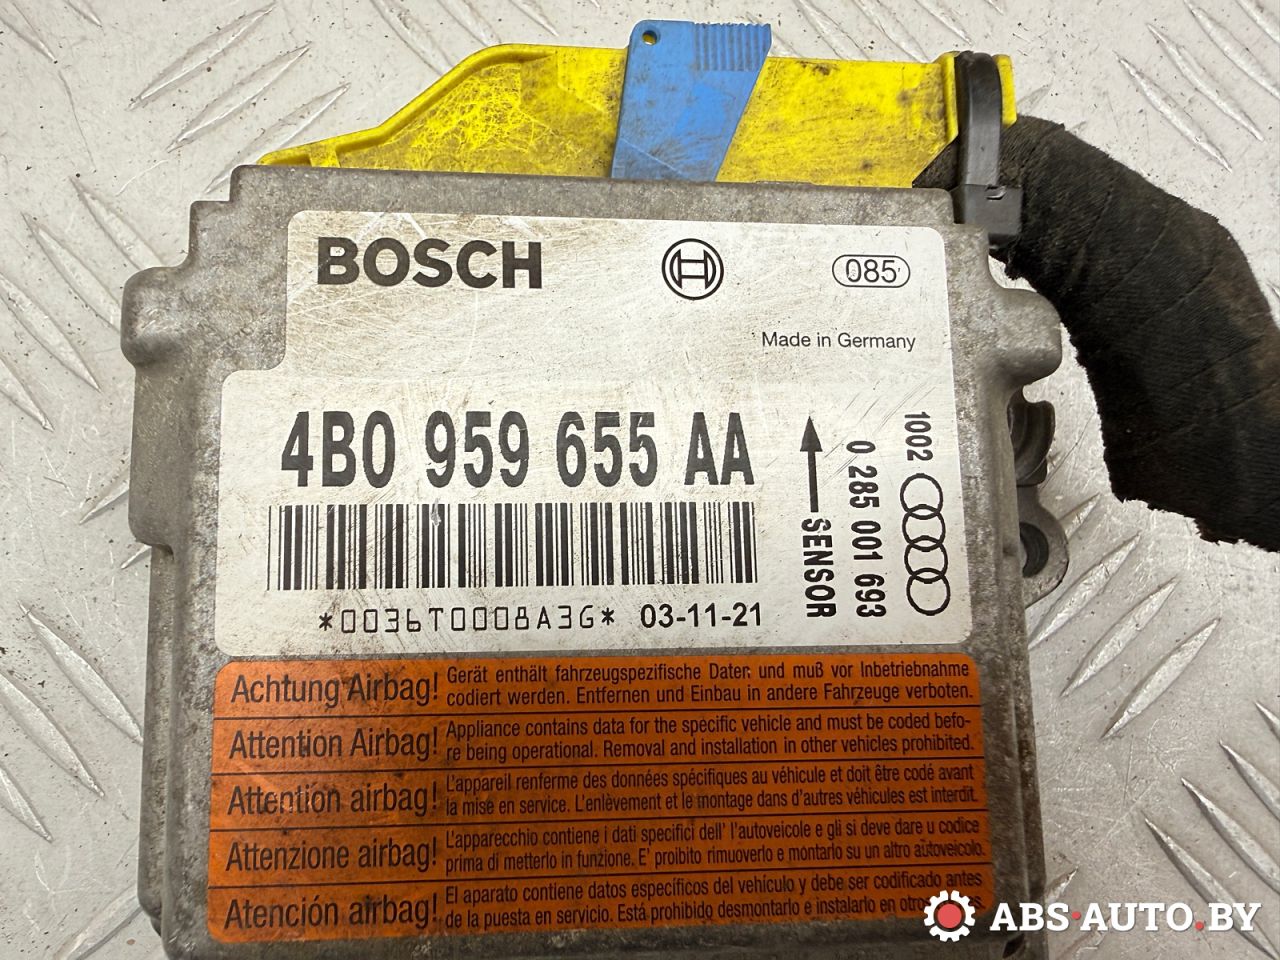 BOSCH
085
Made in Germany
4B0 959 655 AA
SENSOR
0 285 001 693
1002
*0036T0008A3G* 03-11-21
Achtung Airbag! Gerät enthält fahrzeugspezifische Daten und muß vor Inbetriebnahme
codiert werden. Entfernen und Einbau in andere Fahrzeuge verboten.
Attention Airbag! Appliance contains data for the specific vehicle and must be coded befo-
re being operational. Removal and installation in other vehicles prohibited.
Attention airbag! L'appareil renferme des données spécifiques au véhicule et doit être codé avant
la mise en service. L'enlèvement et le montage dans d'autres véhicules est interdit.
Attenzione airbag! L'apparecchio contiene i dati specifici dell' l'autoveicole e gli si deve dare u codice
prima di metterlo in funzione. E' proibito rimuoverlo e montarlo su un altro autoveicolo.
Atención airbag! El aparato contiene datos específicos del vehículo y debe ser codificado antes
de la puesta en servicio. Está prohibido desmontarlo e instalarlo en
ABS-AUTO.BY